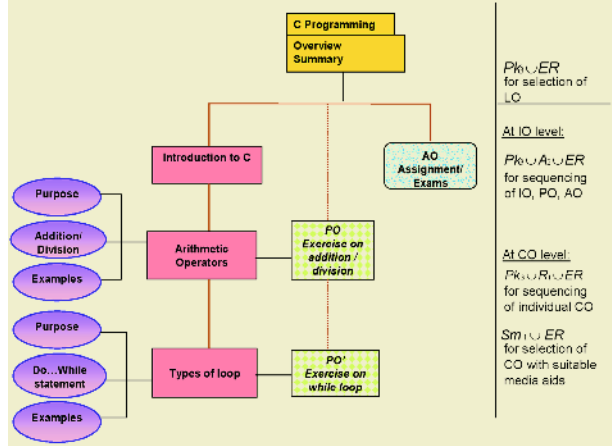 C Programming
Overview
Summary
Introduction to C
AO
Assignment/
Exams
Purpose
Addition/
Division
Examples
Arithmetic
Operators
PO
Exercise on
addition /
division
Purpose
Do...While
statement
Examples
Types of loop
PO'
Exercise on
while loop
for selection of
LO
At IO level:
for sequencing
of IO, PO, AO
At CO level:
for sequencing
of individual CO
for selection of
CO with suitable
media aids